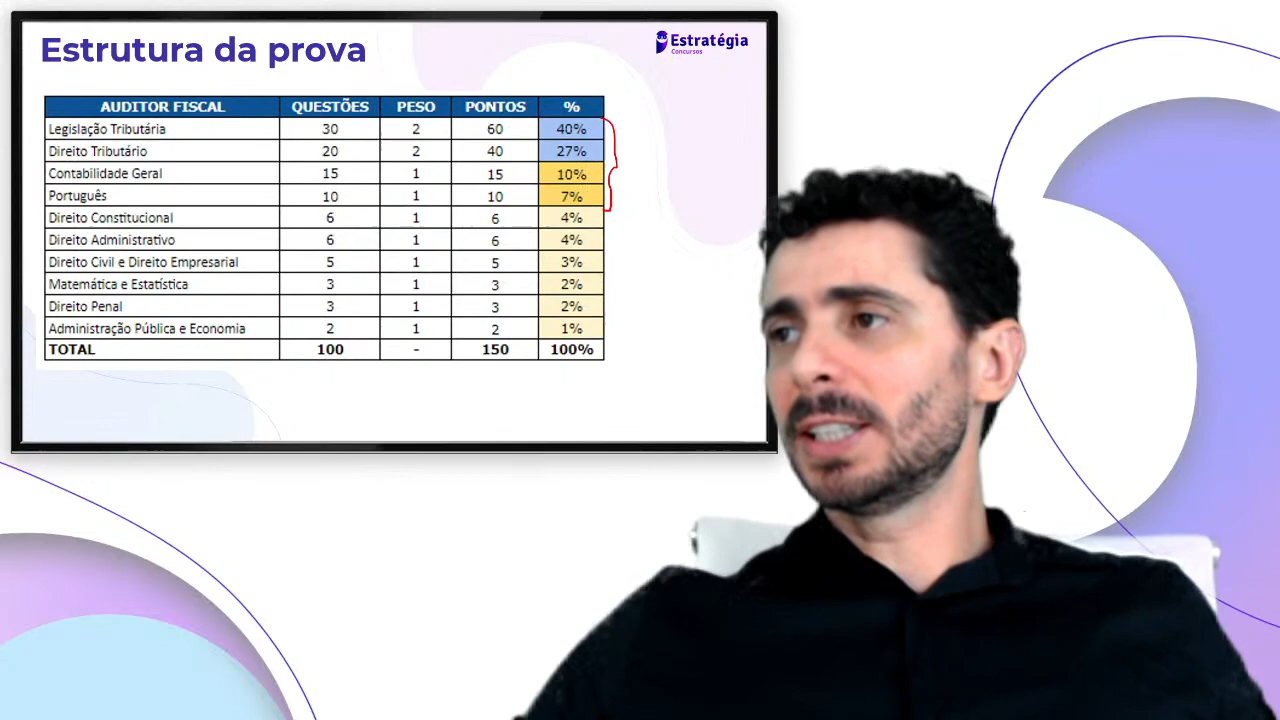 Estrutura da prova
Estratégia
Concursos
AUDITOR FISCAL QUESTÕES PESO PONTOS %
Legislação Tributária 30 2 60 40%
Direito Tributário 20 2 40 27%
Contabilidade Geral 15 1 15 10%
Português 10 1 10 7%
Direito Constitucional 6 1 6 4%
Direito Administrativo 6 1 6 4%
Direito Civil e Direito Empresarial 5 1 5 3%
Matemática e Estatística 3 1 3 2%
Direito Penal 3 1 3 2%
Administração Pública e Economia 2 1 2 1%
TOTAL 100 - 150 100%